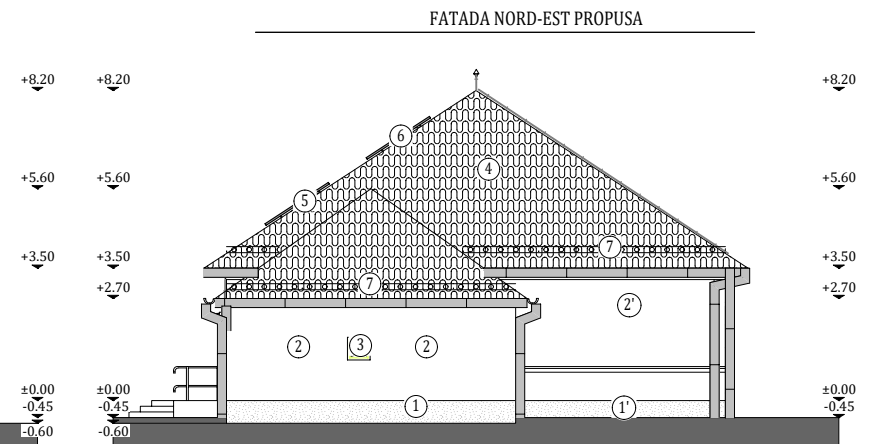 FATADA NORD-EST PROPUSA
+8.20 +8.20 +8.20
6
4
+5.60 +5.60 +5.60
5
7
+3.50 +3.50 +3.50
7
+2.70 +2.70 +2.70
2'
2 3 2
±0.00 ±0.00 ±0.00
-0.45 -0.45 1 1' -0.45
-0.60 -0.60